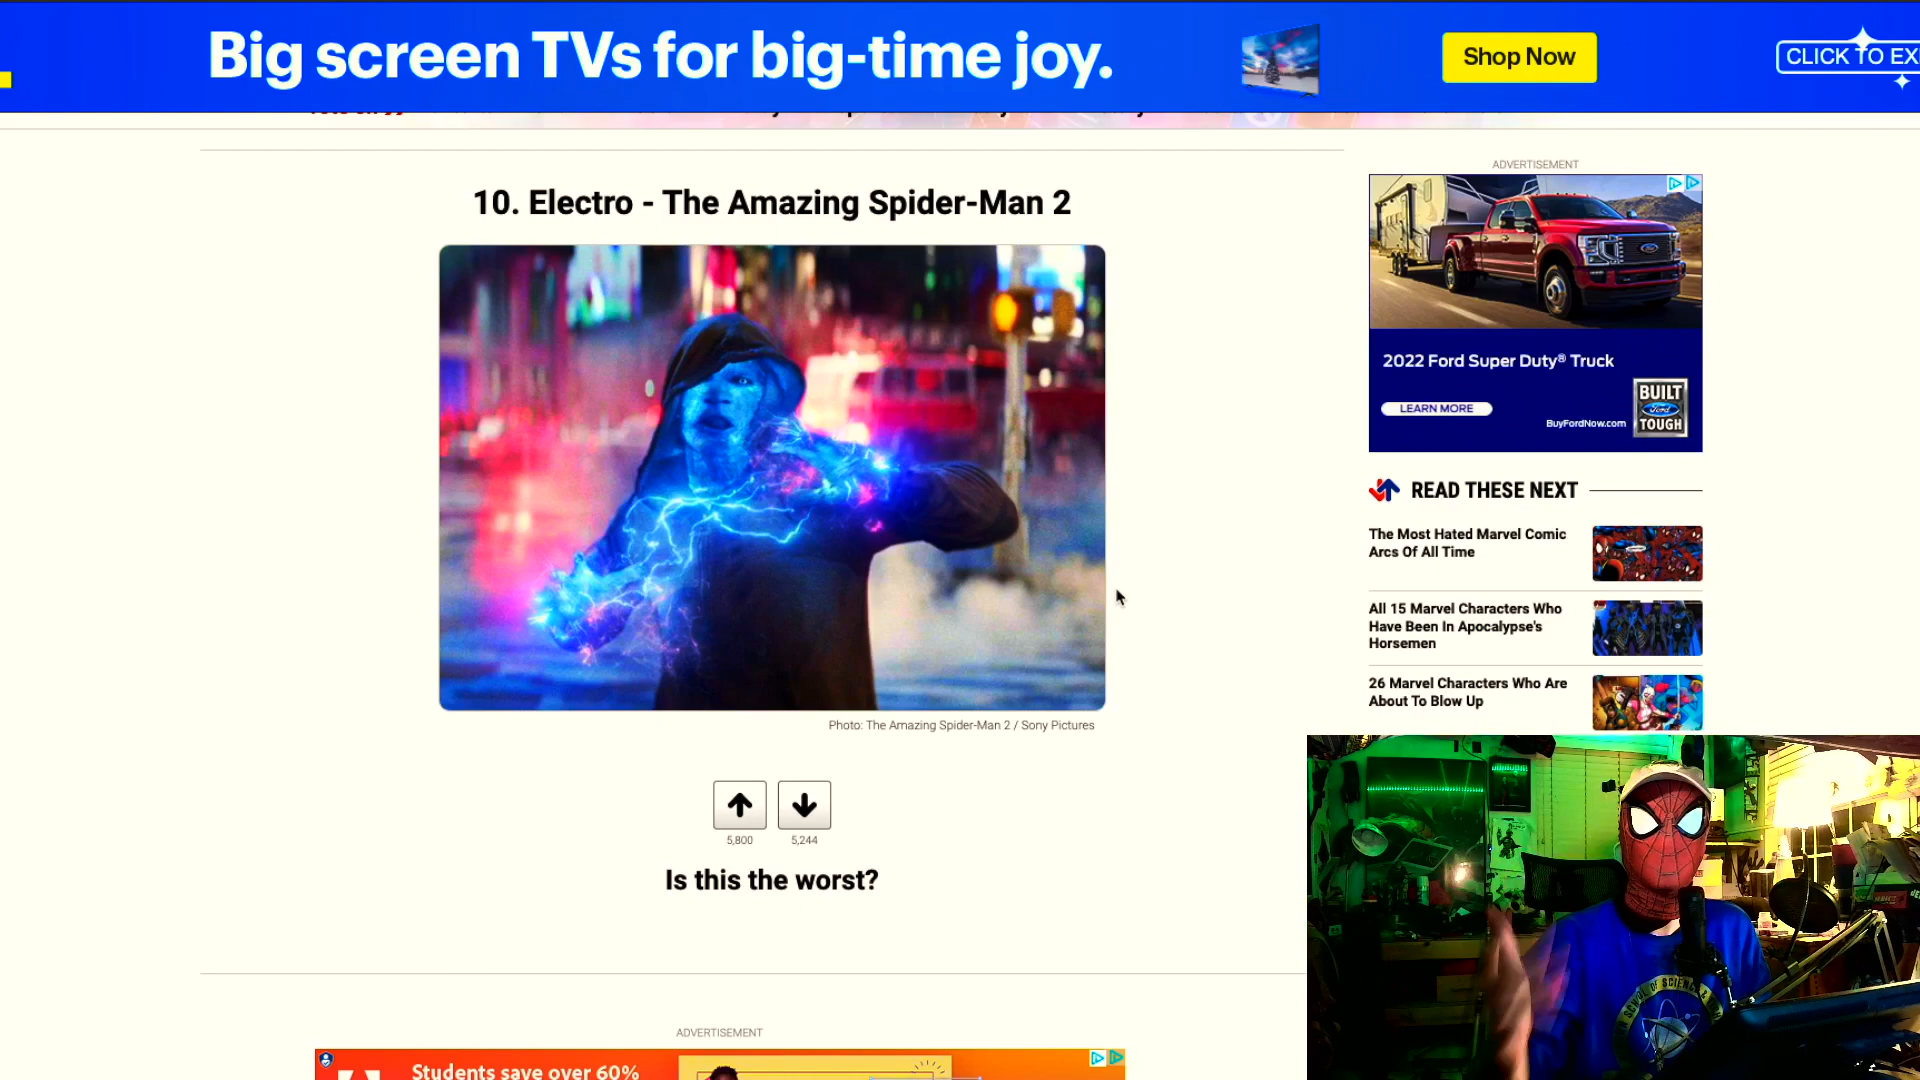 Big screen TVs for big-time joy.
Shop Now
CLICK TO EX
10. Electro - The Amazing Spider-Man 2
Photo: The Amazing Spider-Man 2 / Sony Pictures
5,800
5,244
Is this the worst?
ADVERTISEMENT
Students save over 60%
ADVERTISEMENT
2022 Ford Super Duty® Truck
LEARN MORE
BuyFordNow.com
BUILT
Ford
TOUGH
READ THESE NEXT
The Most Hated Marvel Comic
Arcs Of All Time
All 15 Marvel Characters Who
Have Been In Apocalypse's
Horsemen
26 Marvel Characters Who Are
About To Blow Up
SCHOOL OF SCIENCE &